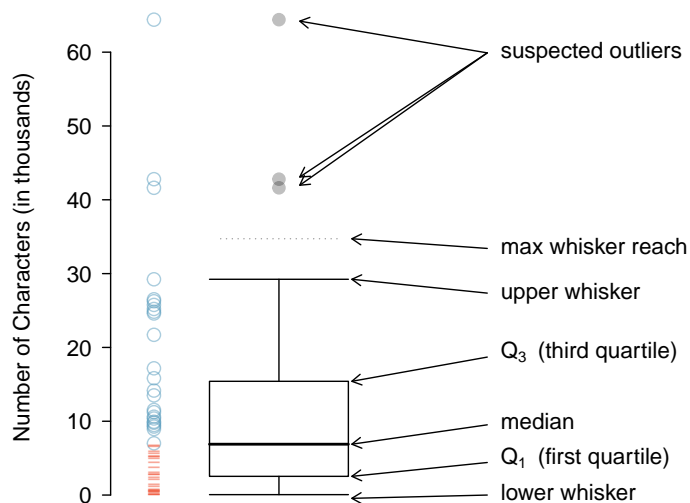 Number of Characters (in thousands)
60
50
40
30
20
10
0
suspected outliers
max whisker reach
upper whisker
Q3 (third quartile)
median
Q1 (first quartile)
lower whisker